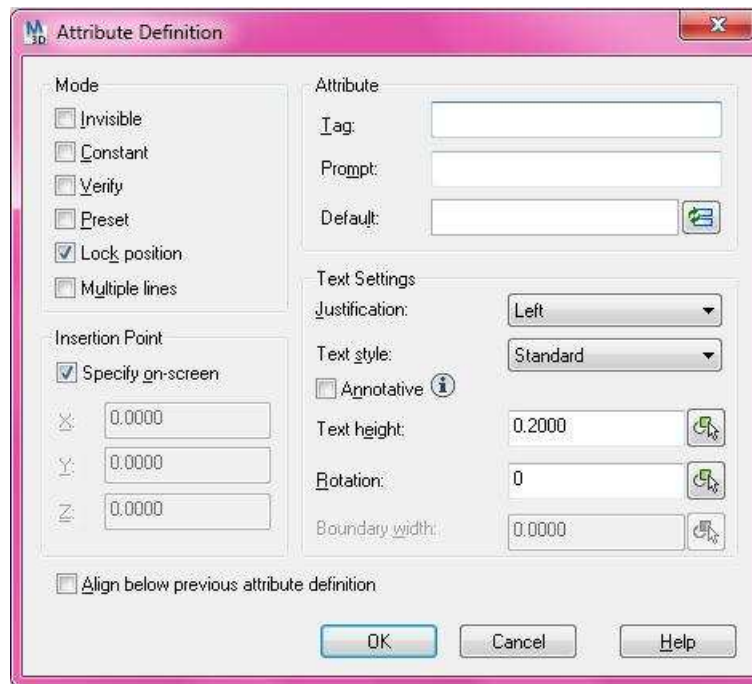 M 3D Attribute Definition
Mode
Invisible
Constant
Verify
Preset
Lock position
Multiple lines
Insertion Point
Specify on-screen
X: 0.0000
Y: 0.0000
Z: 0.0000
Attribute
Tag:
Prompt:
Default:
Text Settings
Justification: Left
Text style: Standard
Annotative
Text height: 0.2000
Rotation: 0
Boundary width: 0.0000
Align below previous attribute definition
OK Cancel Help